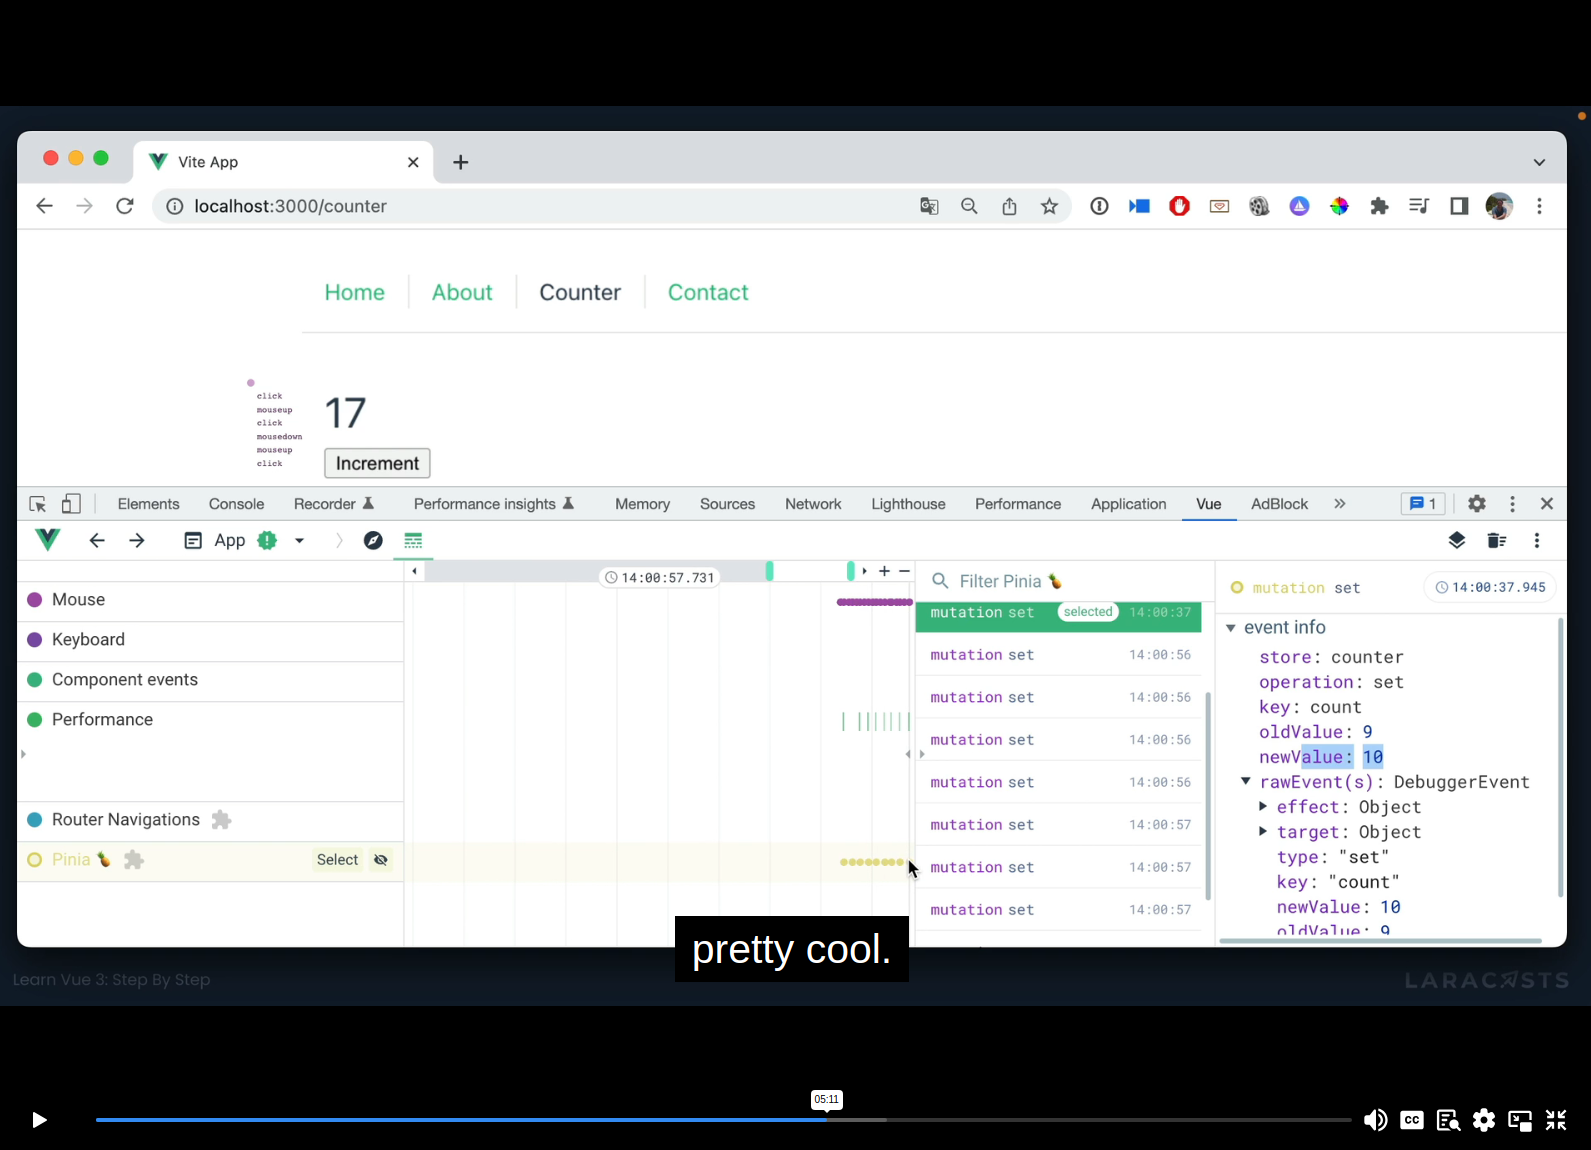 Vite App
localhost:3000/counter
Home
About
Counter
Contact
click
mouseup
click
mousedown
mouseup
click
17
Increment
Elements
Console
Recorder
Performance insights
Memory
Sources
Network
Lighthouse
Performance
Application
Vue
AdBlock
1
App
14:00:57.731
Mouse
Keyboard
Component events
Performance
Router Navigations
Pinia 🍍
Select
Filter Pinia 🍍
mutation set selected 14:00:37
mutation set 14:00:56
mutation set 14:00:56
mutation set 14:00:56
mutation set 14:00:56
mutation set 14:00:57
mutation set 14:00:57
mutation set 14:00:57
mutation set 14:00:37.945
event info
store: counter
operation: set
key: count
oldValue: 9
newValue: 10
rawEvent(s): DebuggerEvent
effect: Object
target: Object
type: "set"
key: "count"
newValue: 10
oldValue: 9
pretty cool.
Learn Vue 3: Step By Step
LARACASTS
05:11
CC